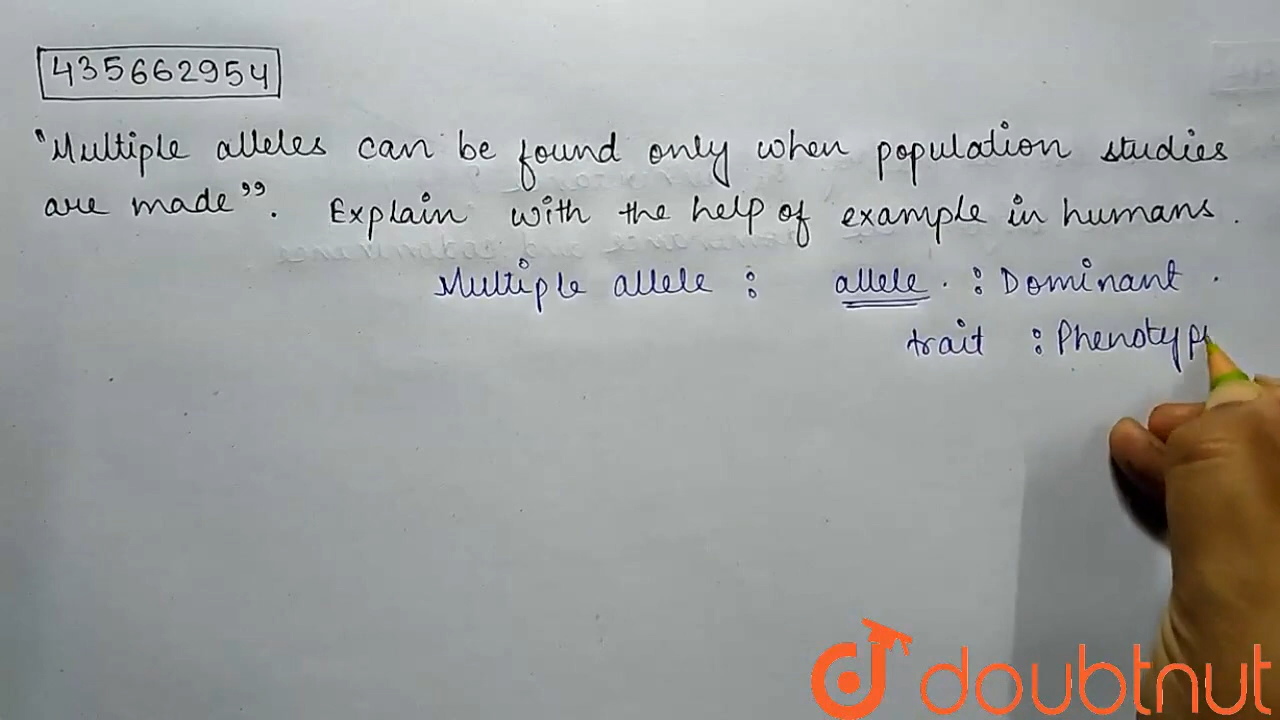 435662954
"Multiple alleles can be found only when population studies
are made". Explain with the help of example in humans.
Multiple allele : allele. : Dominant.
trait : Phenotyp
doubtnut